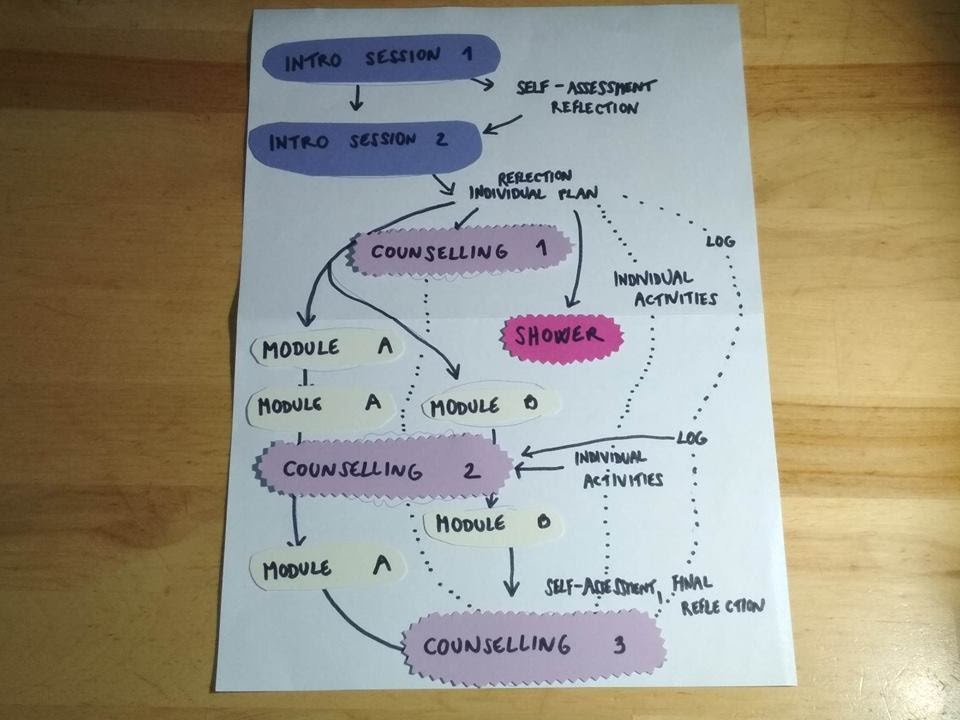 INTRO SESSION 1
SELF-ASSESSMENT
REFLECTION
INTRO SESSION 2
REFLECTION
INDIVIDUAL PLAN
COUNSELLING 1
LOG
INDIVIDUAL
ACTIVITIES
SHOWER
MODULE A
MODULE A
MODULE B
LOG
COUNSELLING 2
INDIVIDUAL
ACTIVITIES
MODULE B
MODULE A
SELF-ASSESSMENT, FINAL
REFLECTION
COUNSELLING 3